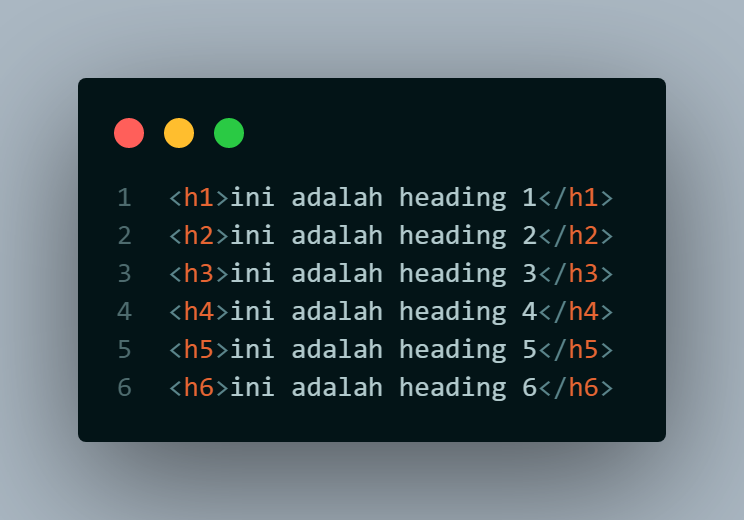 1 <h1>ini adalah heading 1</h1>
2 <h2>ini adalah heading 2</h2>
3 <h3>ini adalah heading 3</h3>
4 <h4>ini adalah heading 4</h4>
5 <h5>ini adalah heading 5</h5>
6 <h6>ini adalah heading 6</h6>